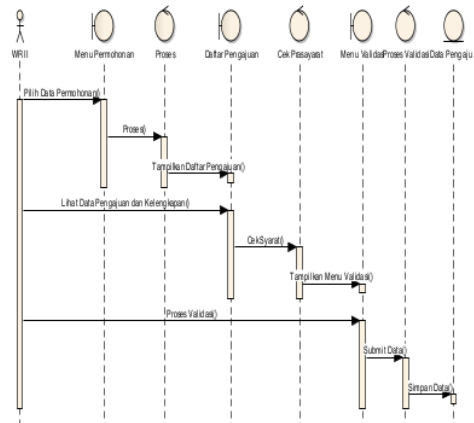 WRII
Menu Permohonan
Proses
Daftar Pengajuan
Cek Prasayarat
Menu Validasi
Proses Validasi
Data Pengaju
Pilih Data Permohonan()
Proses()
Tampilkan Daftar Pengajuan()
Lihat Data Pengajuan dan Kelengkapan()
CekSyarat()
Tampilkan Menu Validasi()
Proses Validasi()
Submit Data()
Simpan Data()